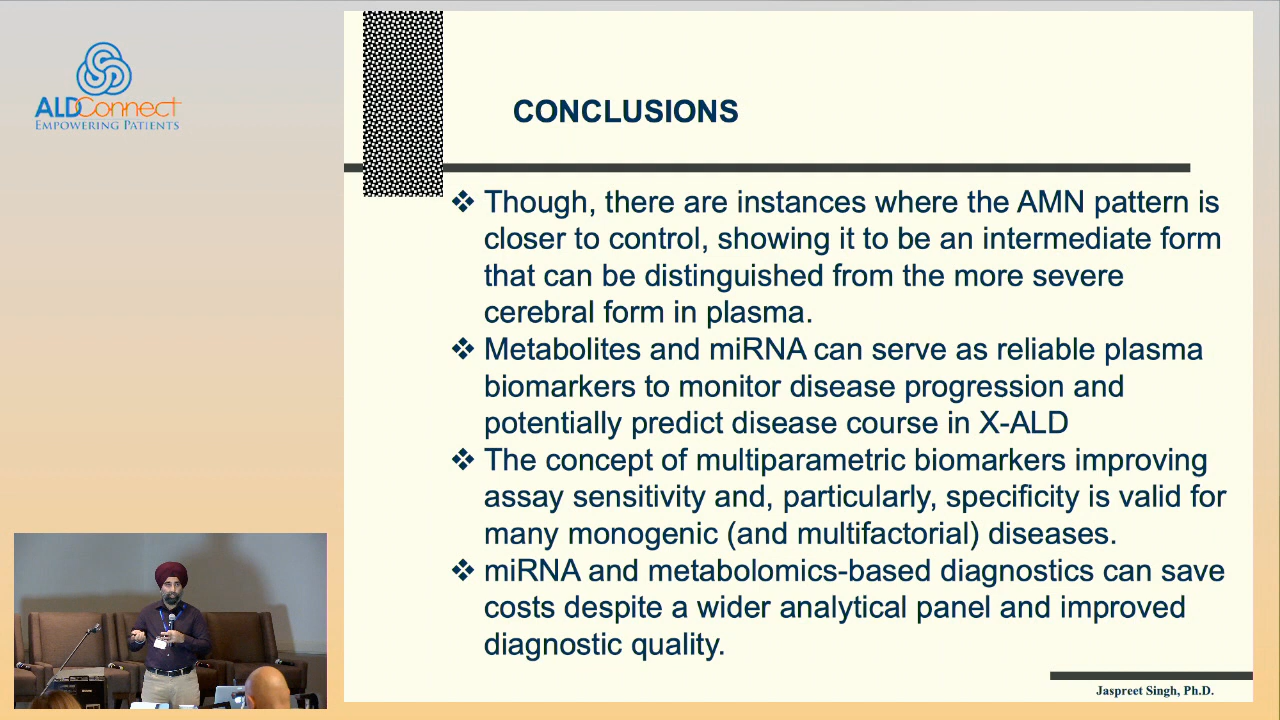 ALDConnect
EMPOWERING PATIENTS
CONCLUSIONS
❖ Though, there are instances where the AMN pattern is
closer to control, showing it to be an intermediate form
that can be distinguished from the more severe
cerebral form in plasma.
❖ Metabolites and miRNA can serve as reliable plasma
biomarkers to monitor disease progression and
potentially predict disease course in X-ALD
❖ The concept of multiparametric biomarkers improving
assay sensitivity and, particularly, specificity is valid for
many monogenic (and multifactorial) diseases.
❖ miRNA and metabolomics-based diagnostics can save
costs despite a wider analytical panel and improved
diagnostic quality.
Jaspreet Singh, Ph.D.